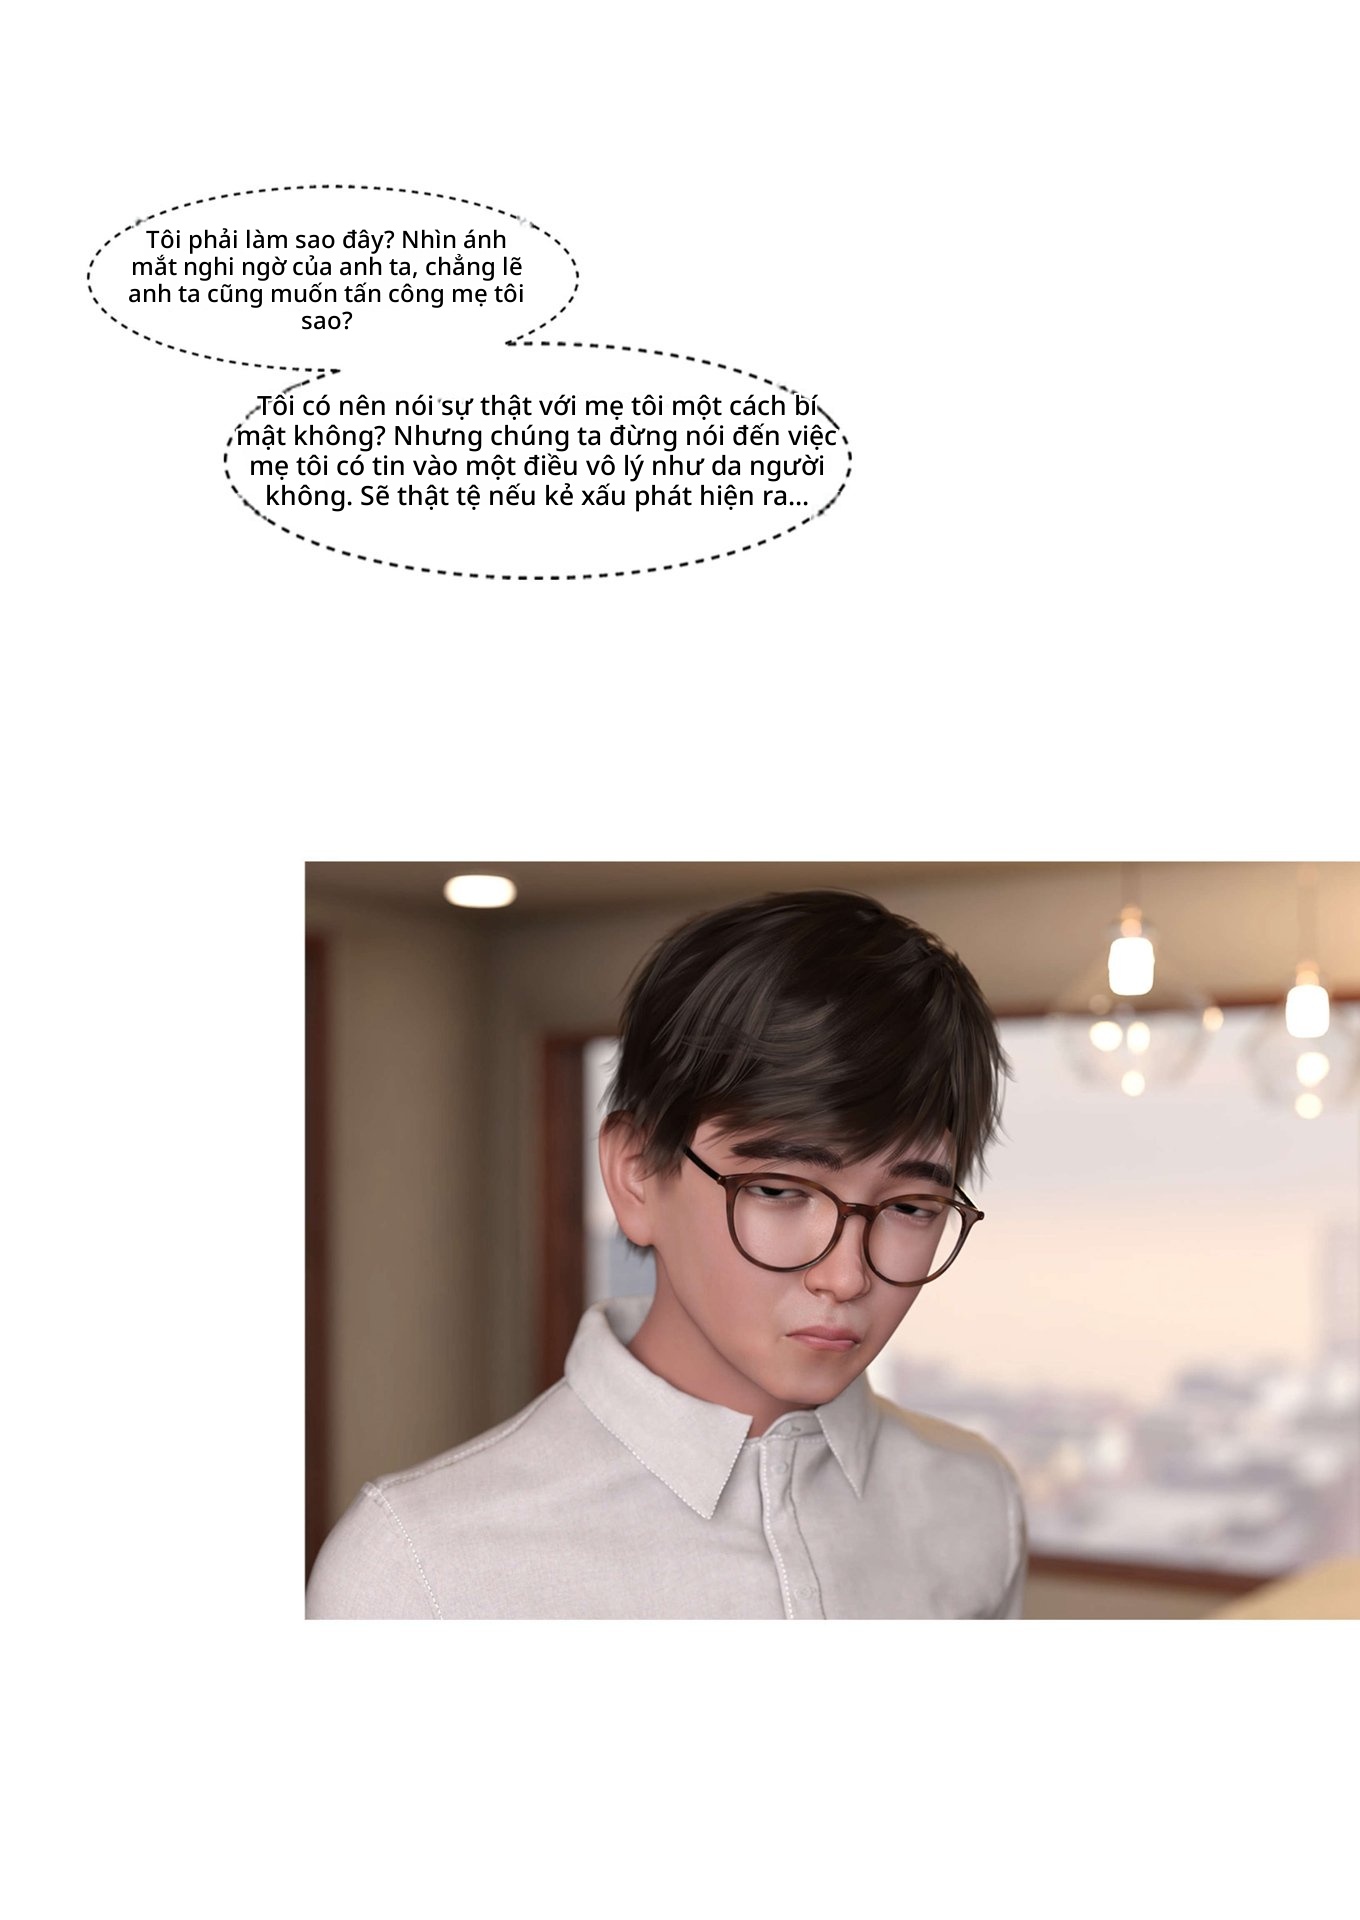 Tôi phải làm sao đây? Nhìn ánh
mắt nghi ngờ của anh ta, chẳng lẽ
anh ta cũng muốn tấn công mẹ tôi
sao?
Tôi có nên nói sự thật với mẹ tôi một cách bí
mật không? Nhưng chúng ta đừng nói đến việc
mẹ tôi có tin vào một điều vô lý như da người
không. Sẽ thật tệ nếu kẻ xấu phát hiện ra...